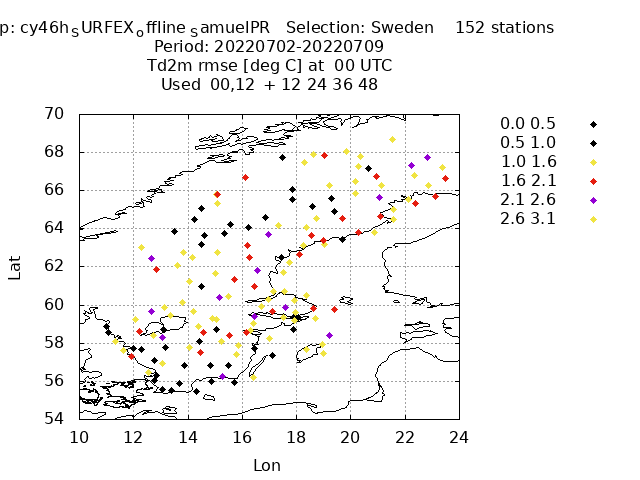 p: cy46h_SURFEX_offline_SamuelPR Selection: Sweden 152 stations
Period: 20220702-20220709
Td2m rmse [deg C] at 00 UTC
Used 00,12 + 12 24 36 48
70
68
66
64
62
60
58
56
54
Lat
10 12 14 16 18 20 22 24
Lon
0.0 0.5
0.5 1.0
1.0 1.6
1.6 2.1
2.1 2.6
2.6 3.1